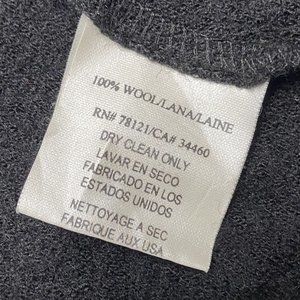 100% WOOL/LANA/LAINE
RN# 78121/CA# 34460
DRY CLEAN ONLY
LAVAR EN SECO
FABRICADO EN LOS
ESTADOS UNIDOS
NETTOYAGE A SEC
FABRIQUE AUX USA